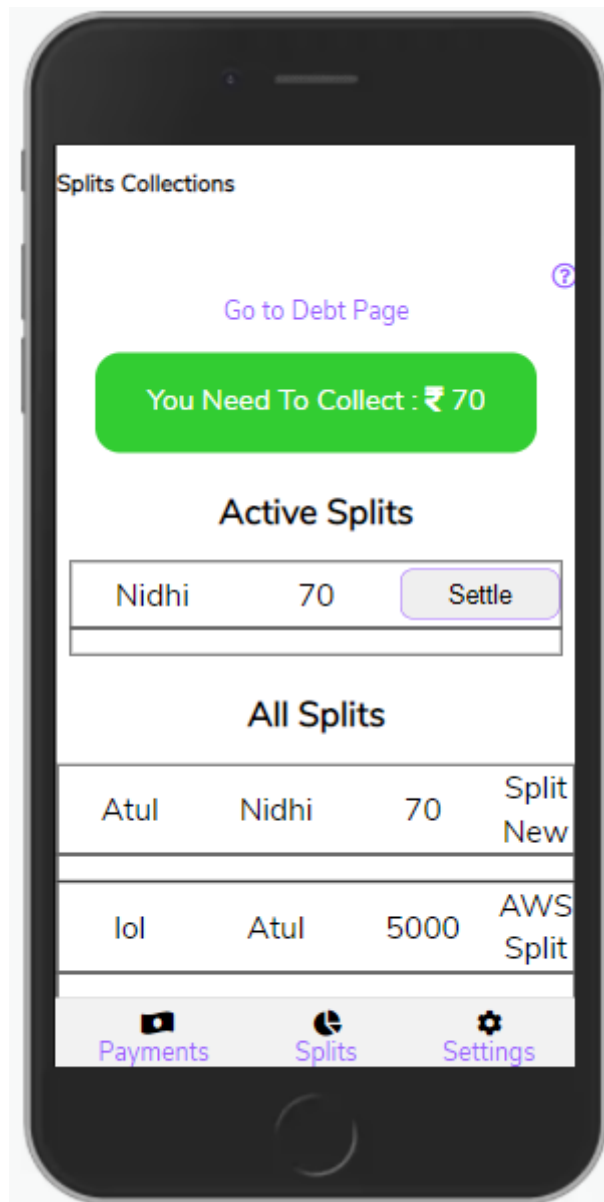 Splits Collections
?
Go to Debt Page
You Need To Collect : ₹ 70
Active Splits
Nidhi 70 Settle
All Splits
Atul Nidhi 70 Split New
lol Atul 5000 AWS Split
Payments Splits Settings